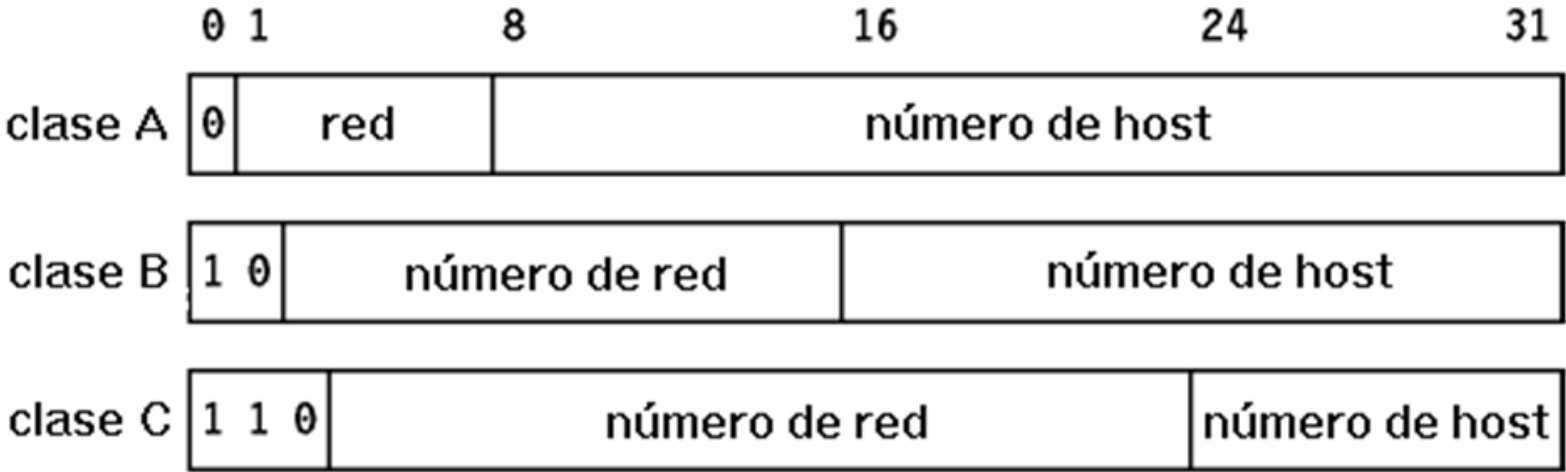 0 1 8 16 24 31
clase A 0 red número de host
clase B 1 0 número de red número de host
clase C 1 1 0 número de red número de host